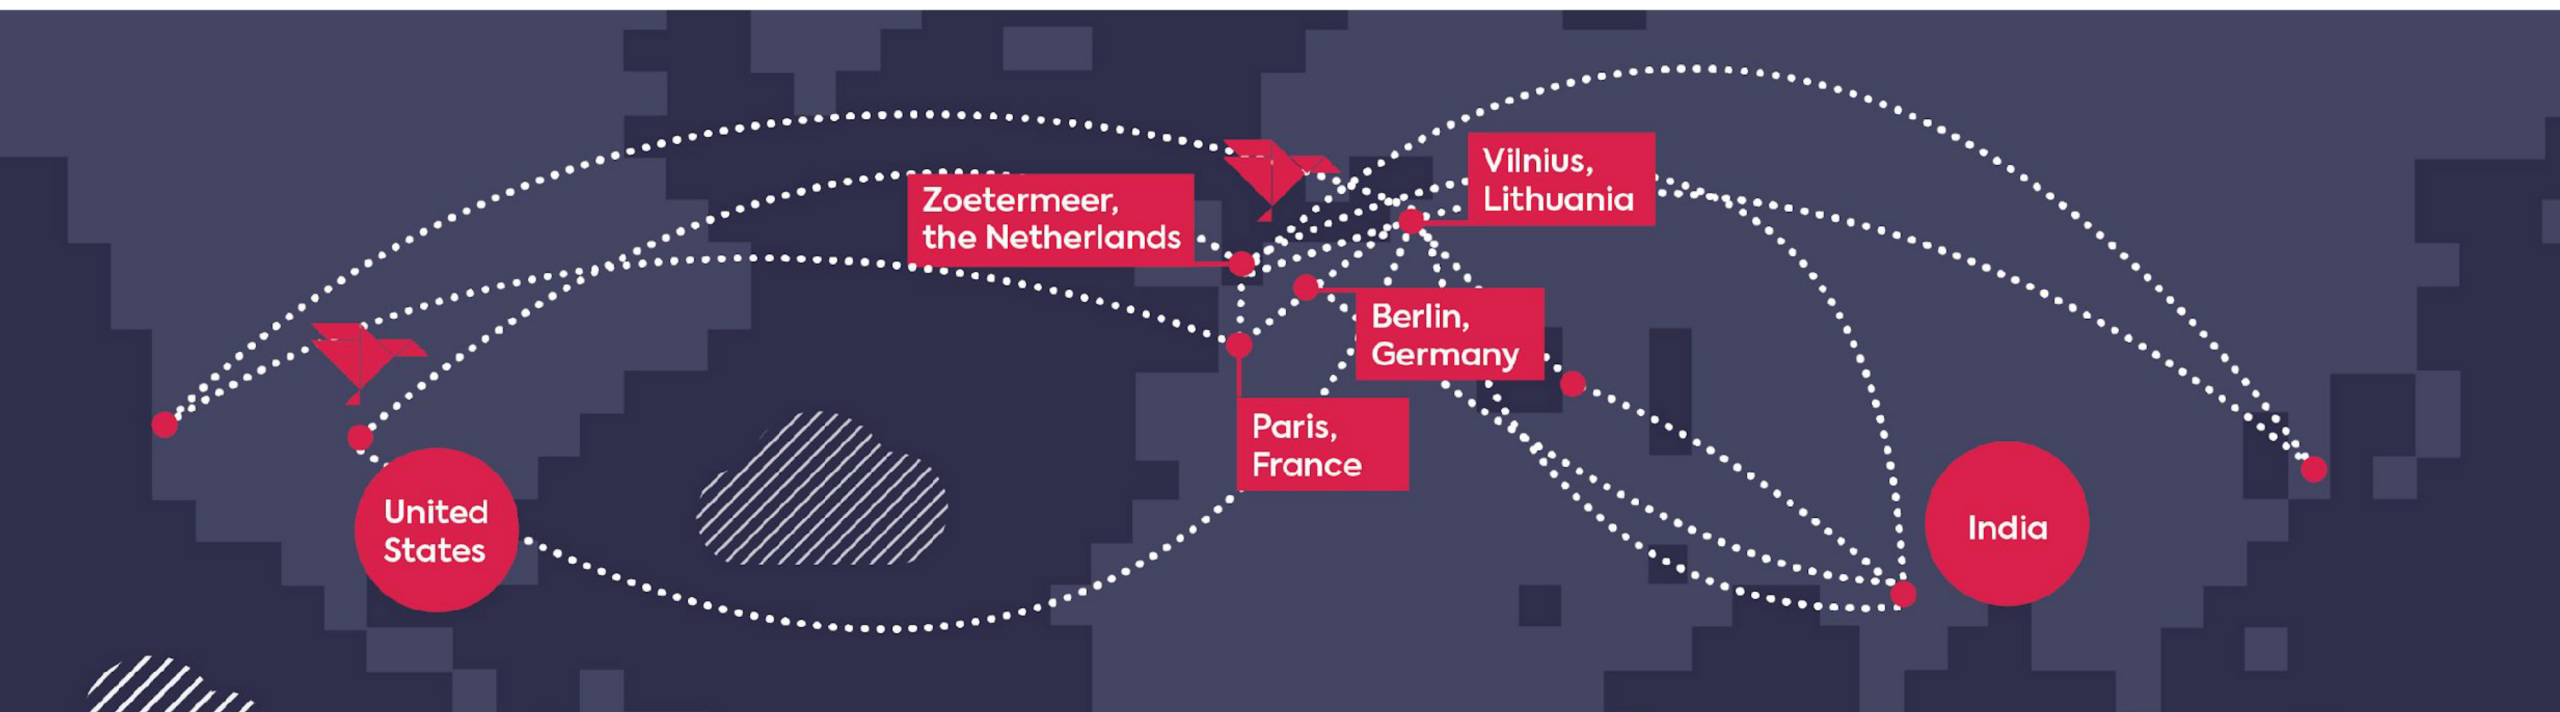 Zoetermeer,
the Netherlands
Vilnius,
Lithuania
Berlin,
Germany
Paris,
France
United
States
India